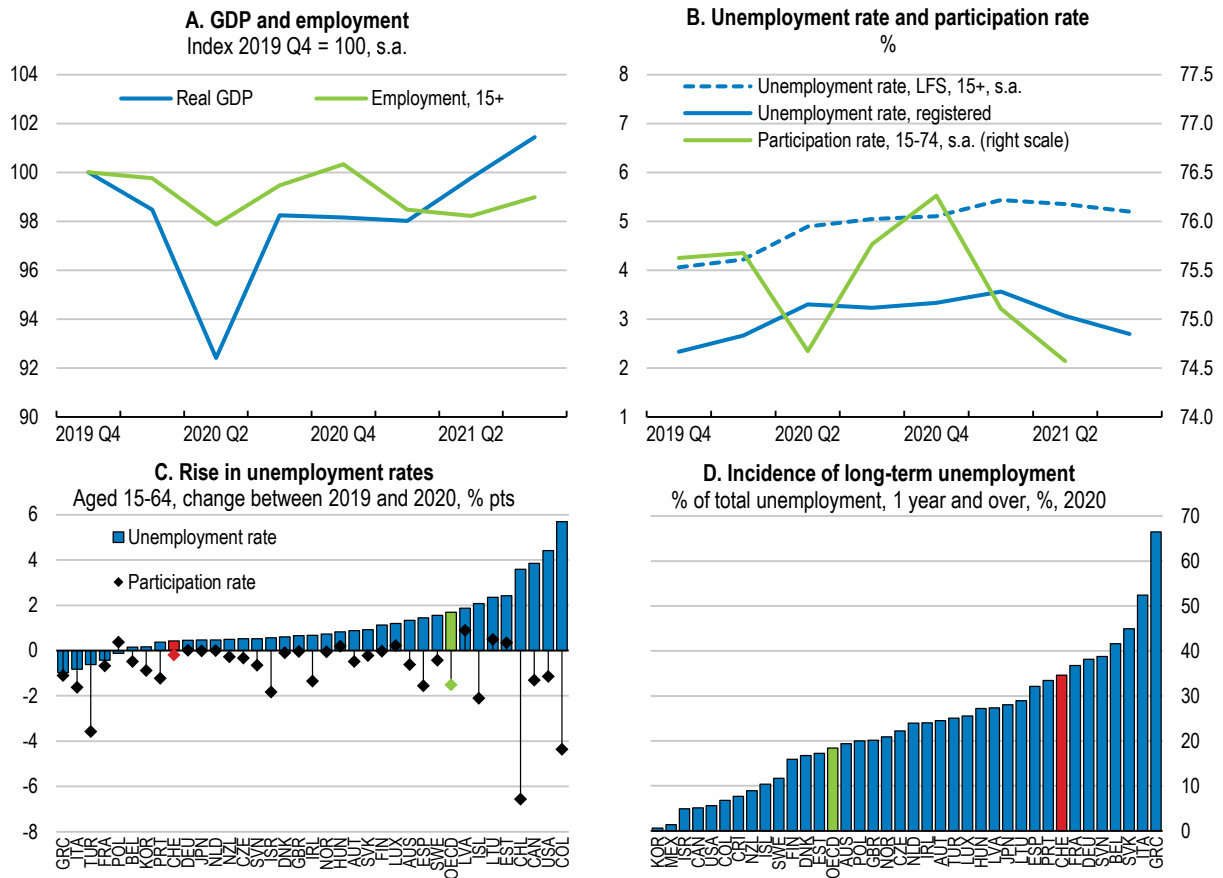 A. GDP and employment
Index 2019 Q4 = 100, s.a.
104
102
100
98
96
94
92
90
Real GDP
Employment, 15+
2019 Q4
2020 Q2
2020 Q4
2021 Q2
B. Unemployment rate and participation rate
%
8
7
6
5
4
3
2
1
77.5
77.0
76.5
76.0
75.5
75.0
74.5
74.0
Unemployment rate, LFS, 15+, s.a.
Unemployment rate, registered
Participation rate, 15-74, s.a. (right scale)
2019 Q4
2020 Q2
2020 Q4
2021 Q2
C. Rise in unemployment rates
Aged 15-64, change between 2019 and 2020, % pts
6
4
2
0
-2
-4
-6
-8
Unemployment rate
Participation rate
GRC
ITA
TUR
FRA
POL
BEL
KOR
PRT
CHE
DEU
JPN
NLD
NZL
CZE
SVN
ISR
DNK
GBR
IRL
NOR
HUN
AUT
SVK
FIN
LUX
AUS
ESP
SWE
OECD
LVA
ISL
LTU
EST
CHL
CAN
USA
COL
D. Incidence of long-term unemployment
% of total unemployment, 1 year and over, %, 2020
70
60
50
40
30
20
10
0
KOR
MEX
ISR
CAN
USA
COL
CRI
NZL
ISL
SWE
FIN
DNK
EST
OECD
AUS
POL
GBR
NOR
CZE
NLD
IRL
AUT
TUR
LUX
HUN
LVA
JPN
LTU
ESP
PRT
CHE
FRA
DEU
SVN
BEL
SVK
ITA
GRC